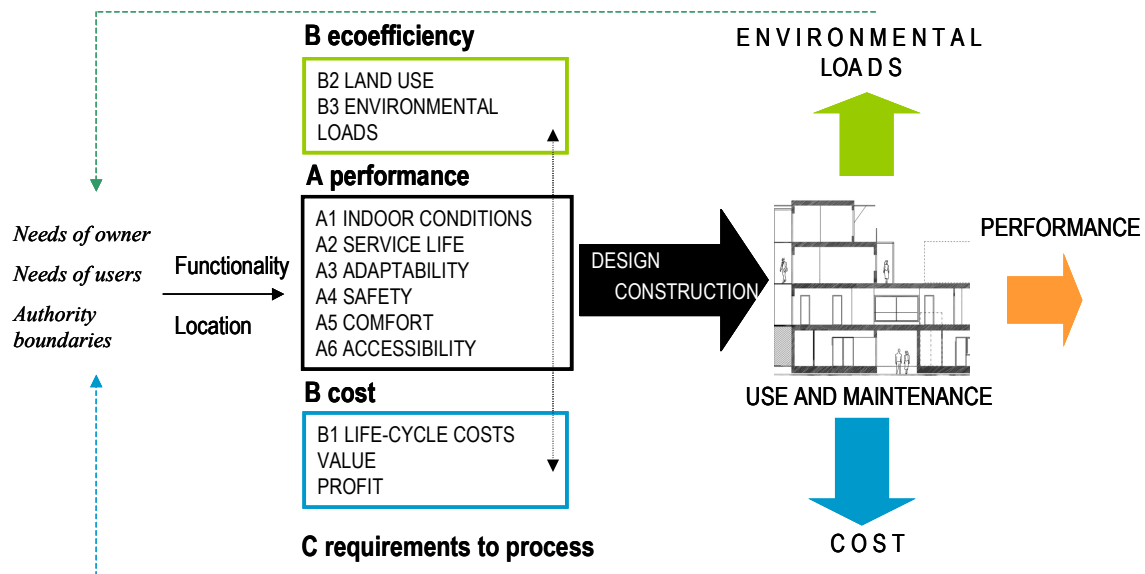 B ecoefficiency
B2 LAND USE
B3 ENVIRONMENTAL
LOADS
A performance
A1 INDOOR CONDITIONS
A2 SERVICE LIFE
A3 ADAPTABILITY
A4 SAFETY
A5 COMFORT
A6 ACCESSIBILITY
B cost
B1 LIFE-CYCLE COSTS
VALUE
PROFIT
C requirements to process
Needs of owner
Needs of users
Authority
boundaries
Functionality
Location
DESIGN
CONSTRUCTION
ENVIRONMENTAL
LOADS
PERFORMANCE
USE AND MAINTENANCE
COST